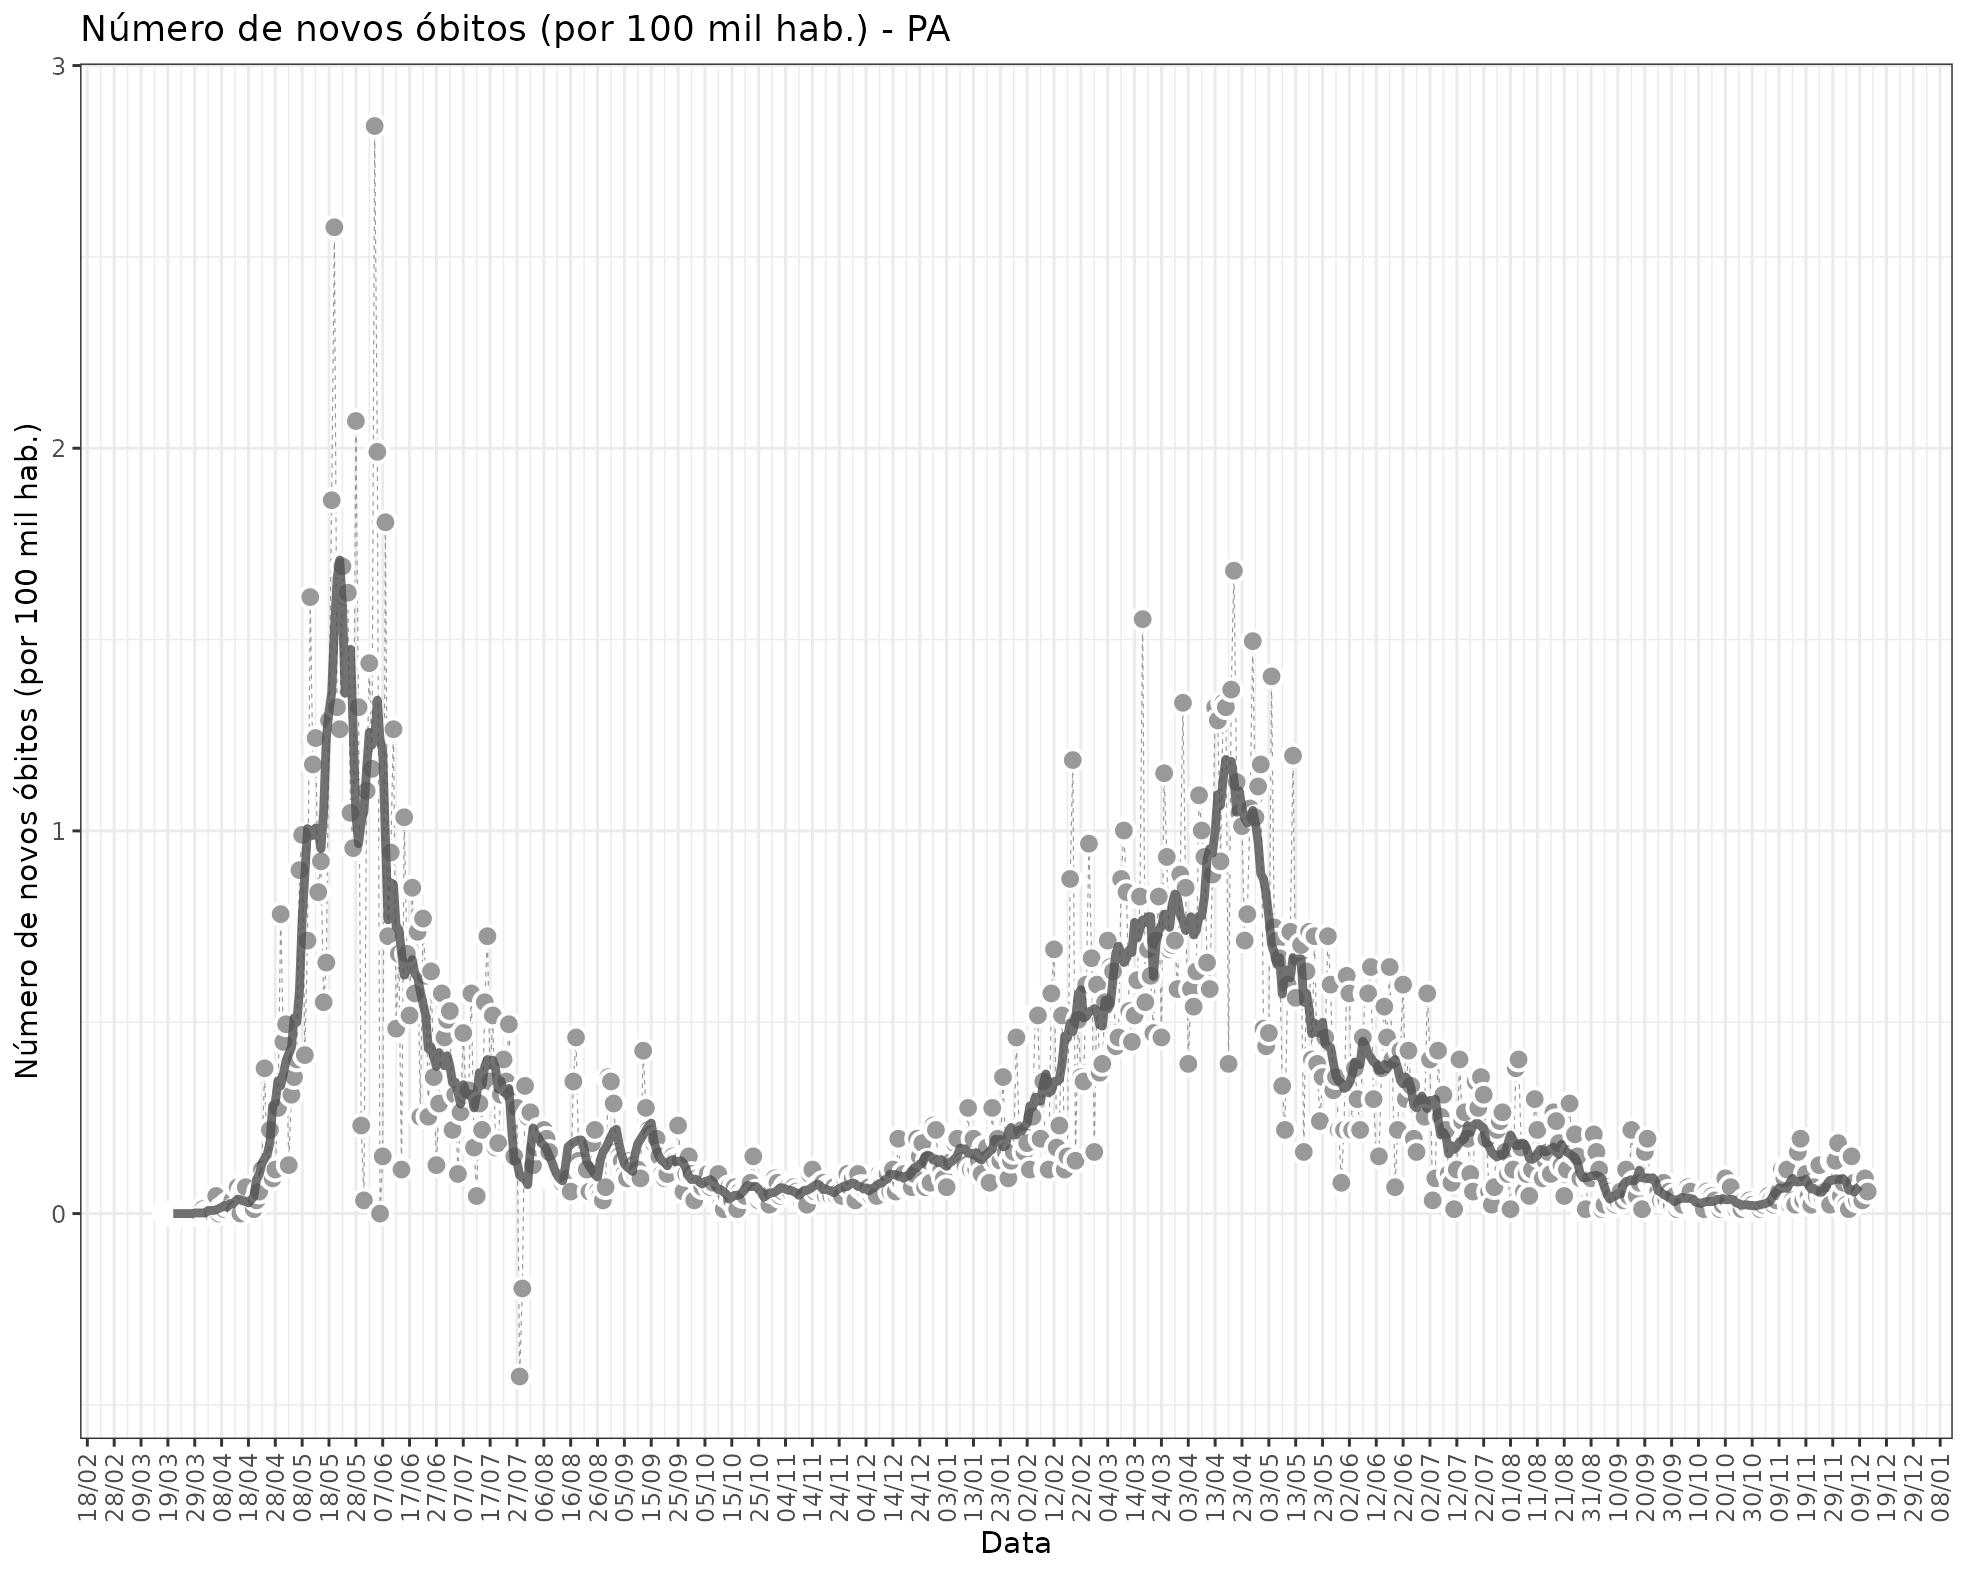 Número de novos óbitos (por 100 mil hab.) - PA
Número de novos óbitos (por 100 mil hab.)
3
2
1
0
18/02 28/02 09/03 19/03 29/03 08/04 18/04 28/04 08/05 18/05 28/05 07/06 17/06 27/06 07/07 17/07 27/07 06/08 16/08 26/08 05/09 15/09 25/09 05/10 15/10 25/10 04/11 14/11 24/11 04/12 14/12 24/12 03/01 13/01 23/01 02/02 12/02 22/02 04/03 14/03 24/03 03/04 13/04 23/04 03/05 13/05 23/05 02/06 12/06 22/06 02/07 12/07 22/07 01/08 11/08 21/08 31/08 10/09 20/09 30/09 10/10 20/10 30/10 09/11 19/11 29/11 09/12 19/12 29/12 08/01
Data